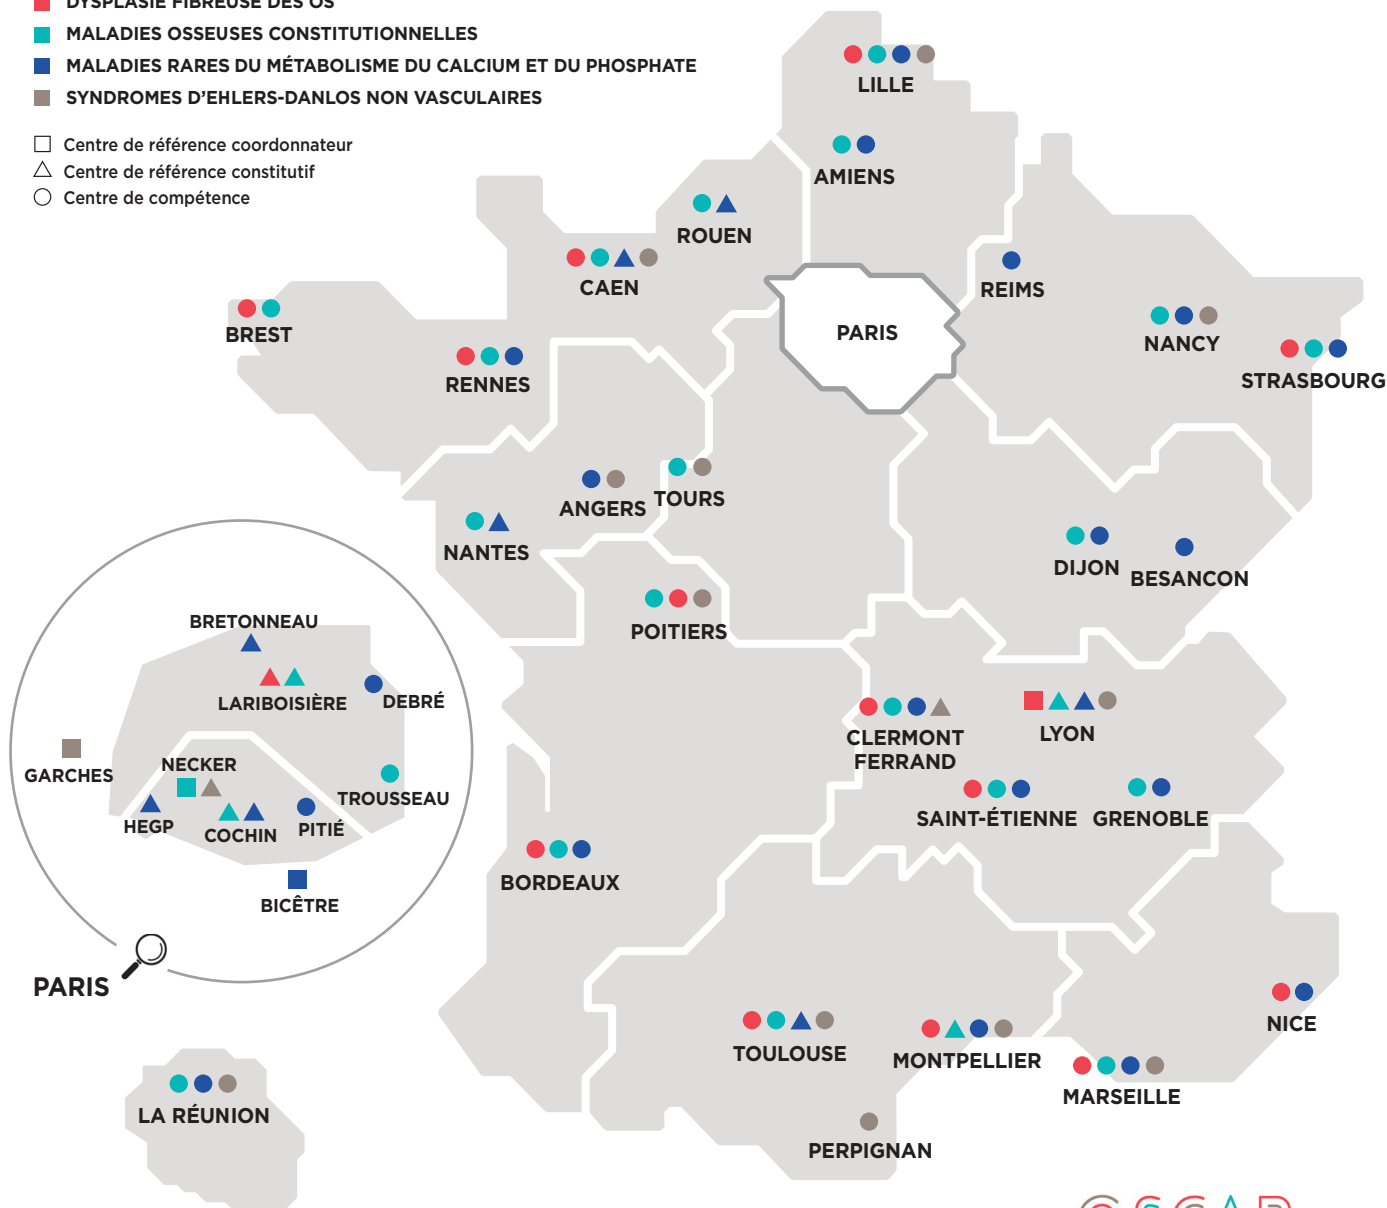 DYSPLASIE FIBREUSE DES OS
MALADIES OSSEUSES CONSTITUTIONNELLES
MALADIES RARES DU MÉTABOLISME DU CALCIUM ET DU PHOSPHATE
SYNDROMES D'EHLERS-DANLOS NON VASCULAIRES
Centre de référence coordonnateur
Centre de référence constitutif
Centre de compétence
LILLE
AMIENS
ROUEN
CAEN
REIMS
BREST
PARIS
NANCY
RENNES
STRASBOURG
ANGERS
TOURS
NANTES
DIJON
BESANCON
POITIERS
BRETONNEAU
LARIBOISIÈRE
DEBRÉ
GARCHES
NECKER
TROUSSEAU
HEGP
COCHIN
PITIÉ
BICÊTRE
PARIS
CLERMONT
FERRAND
LYON
SAINT-ÉTIENNE
GRENOBLE
BORDEAUX
NICE
TOULOUSE
MONTPELLIER
MARSEILLE
PERPIGNAN
LA RÉUNION